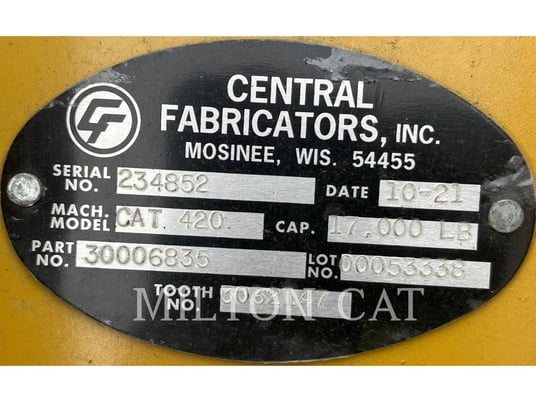 CENTRAL
FABRICATORS, INC.
MOSINEE, WIS. 54455
SERIAL NO. 234852 DATE 10-21
MACH. MODEL CAT. 420. CAP. 17,000 LB
PART NO. 30006835 LOT NO. 00053338
TOOTH NO.
MILTON CAT